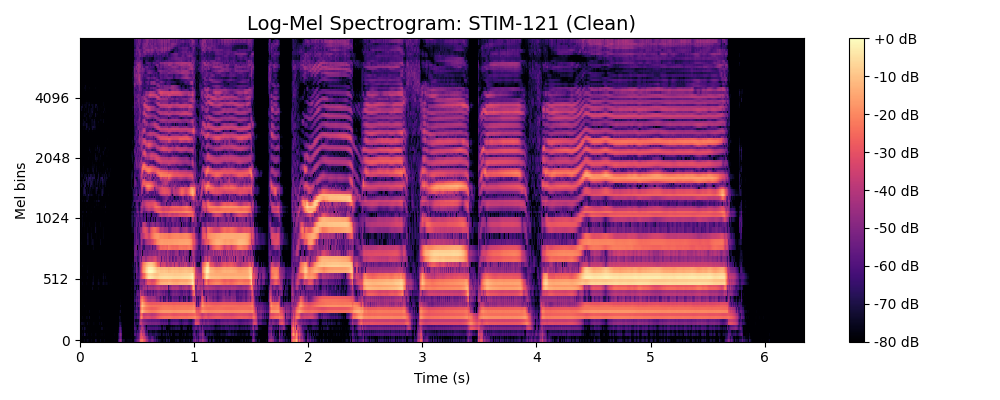 Log-Mel Spectrogram: STIM-121 (Clean)
Mel bins
4096
2048
1024
512
0
0 1 2 3 4 5 6
Time (s)
+0 dB
-10 dB
-20 dB
-30 dB
-40 dB
-50 dB
-60 dB
-70 dB
-80 dB